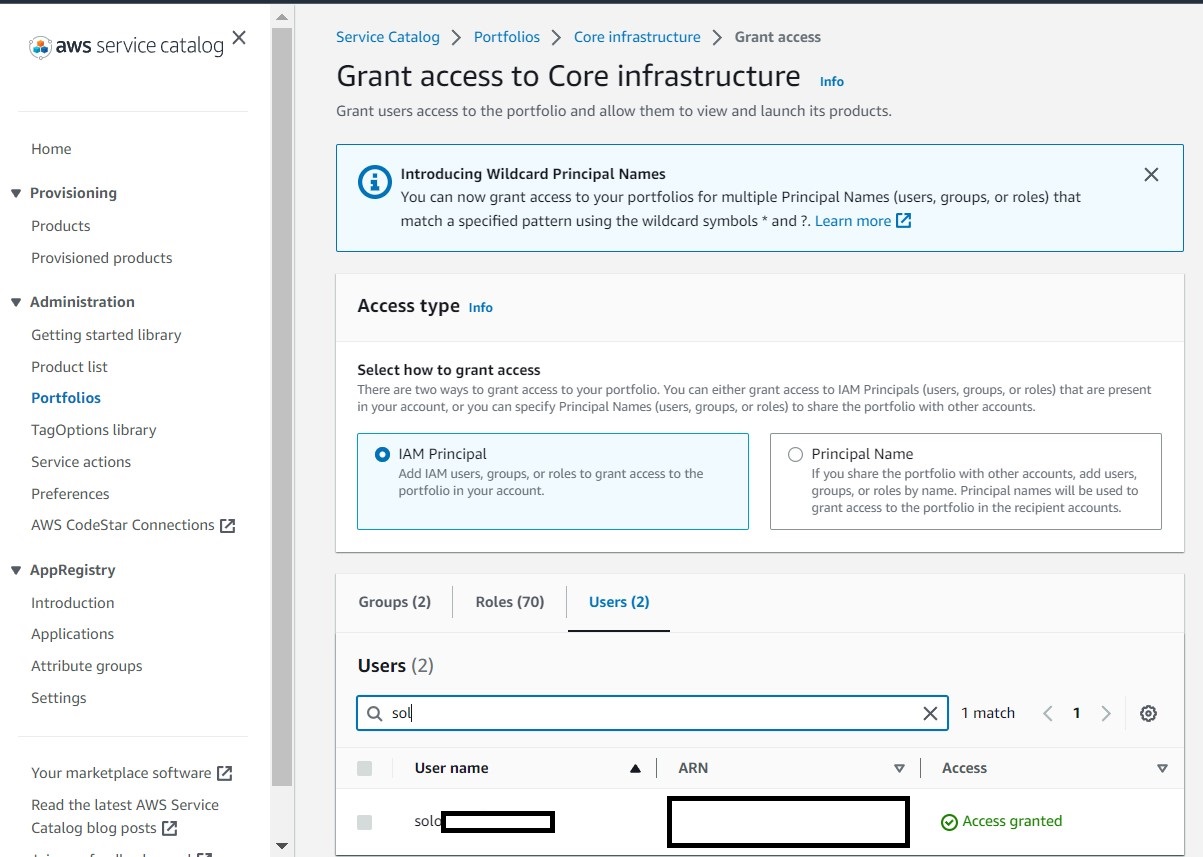 aws service catalog
Home
Provisioning
Products
Provisioned products
Administration
Getting started library
Product list
Portfolios
TagOptions library
Service actions
Preferences
AWS CodeStar Connections
AppRegistry
Introduction
Applications
Attribute groups
Settings
Your marketplace software
Read the latest AWS Service
Catalog blog posts
Service Catalog > Portfolios > Core infrastructure > Grant access
Grant access to Core infrastructure Info
Grant users access to the portfolio and allow them to view and launch its products.
Introducing Wildcard Principal Names
You can now grant access to your portfolios for multiple Principal Names (users, groups, or roles) that
match a specified pattern using the wildcard symbols * and ?. Learn more
Access type Info
Select how to grant access
There are two ways to grant access to your portfolio. You can either grant access to IAM Principals (users, groups, or roles) that are present
in your account, or you can specify Principal Names (users, groups, or roles) to share the portfolio with other accounts.
IAM Principal
Add IAM users, groups, or roles to grant access to the
portfolio in your account.
Principal Name
If you share the portfolio with other accounts, add users,
groups, or roles by name. Principal names will be used to
grant access to the portfolio in the recipient accounts.
Groups (2) Roles (70) Users (2)
Users (2)
sol 1 match < 1 >
User name ARN Access
solo Access granted